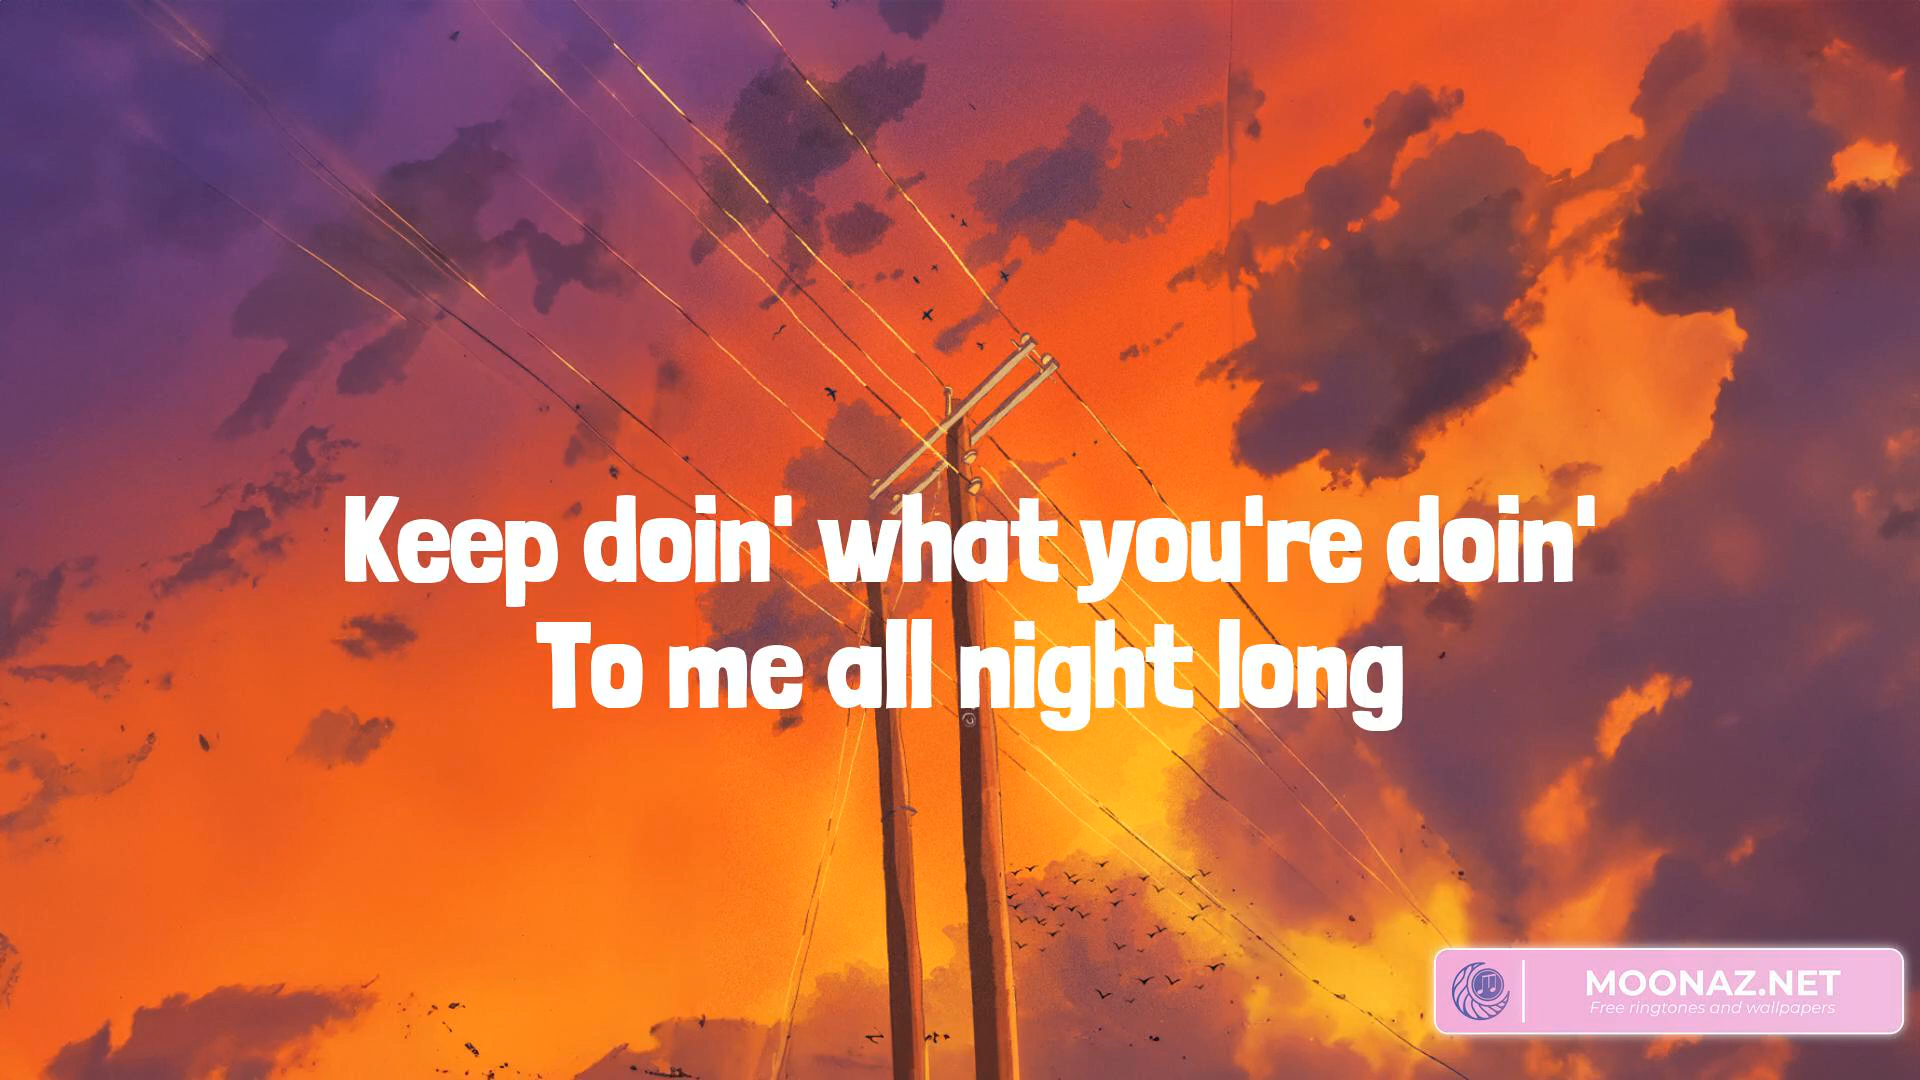 Keep doin' what you're doin'
To me all night long
MOONAZ.NET
Free ringtones and wallpapers